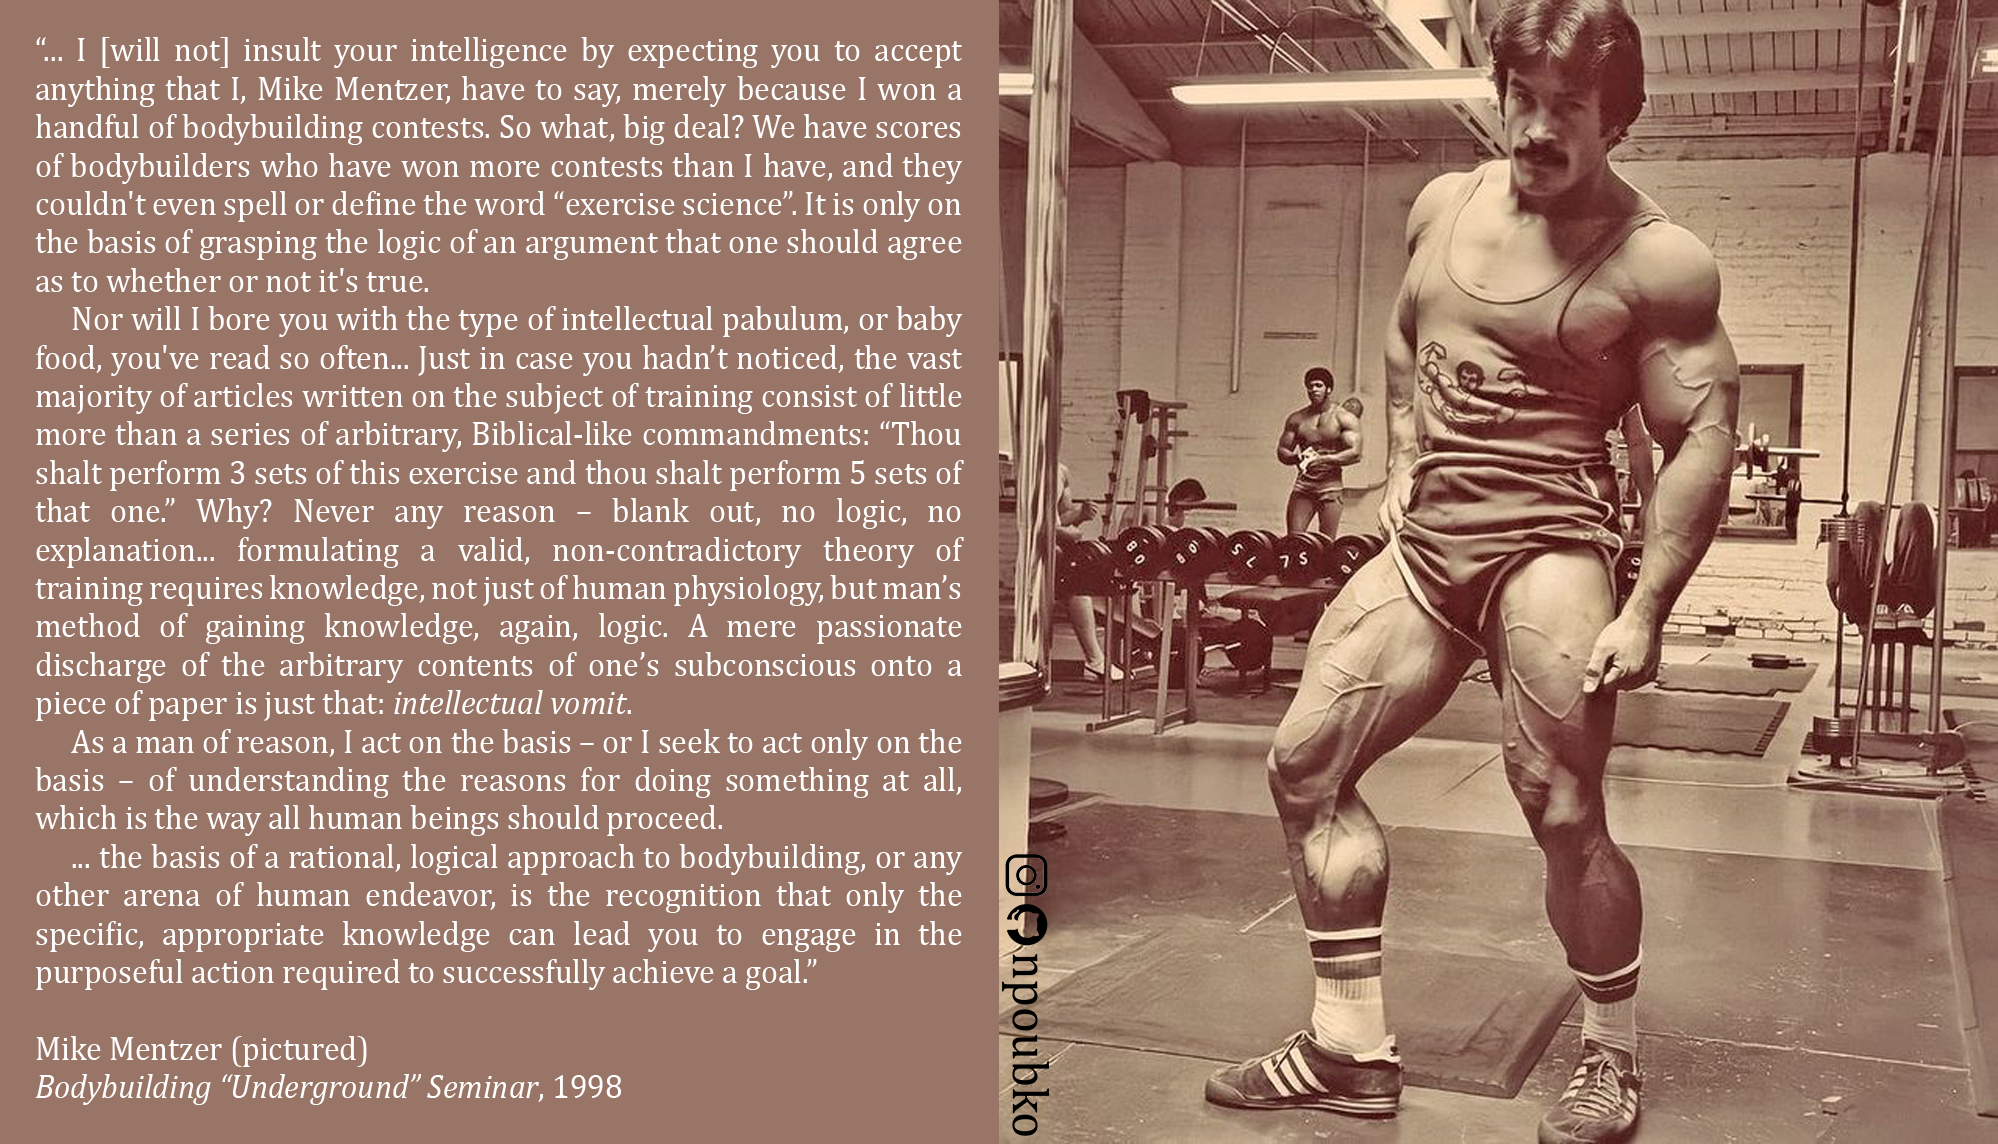 “... I [will not] insult your intelligence by expecting you to accept
anything that I, Mike Mentzer, have to say, merely because I won a
handful of bodybuilding contests. So what, big deal? We have scores
of bodybuilders who have won more contests than I have, and they
couldn't even spell or define the word “exercise science”. It is only on
the basis of grasping the logic of an argument that one should agree
as to whether or not it's true.
Nor will I bore you with the type of intellectual pabulum, or baby
food, you've read so often... Just in case you hadn’t noticed, the vast
majority of articles written on the subject of training consist of little
more than a series of arbitrary, Biblical-like commandments: “Thou
shalt perform 3 sets of this exercise and thou shalt perform 5 sets of
that one.” Why? Never any reason – blank out, no logic, no
explanation... formulating a valid, non-contradictory theory of
training requires knowledge, not just of human physiology, but man’s
method of gaining knowledge, again, logic. A mere passionate
discharge of the arbitrary contents of one’s subconscious onto a
piece of paper is just that: intellectual vomit.
As a man of reason, I act on the basis – or I seek to act only on the
basis – of understanding the reasons for doing something at all,
which is the way all human beings should proceed.
... the basis of a rational, logical approach to bodybuilding, or any
other arena of human endeavor, is the recognition that only the
specific, appropriate knowledge can lead you to engage in the
purposeful action required to successfully achieve a goal.”
Mike Mentzer (pictured)
Bodybuilding “Underground” Seminar, 1998
80
80
75
75
npoubko